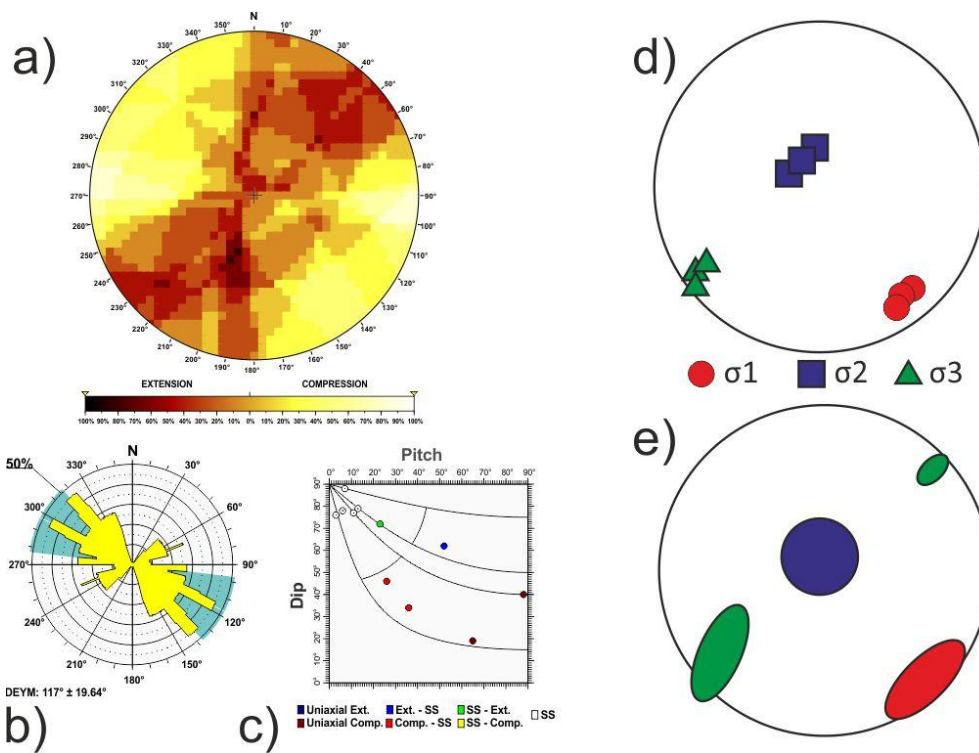 a)
N
350° 10°
340° 20°
330° 30°
320° 40°
310° 50°
300° 60°
290° 70°
280° 80°
270° 90°
260° 100°
250° 110°
240° 120°
230° 130°
220° 140°
210° 150°
200° 160°
190° 170°
180°
EXTENSION COMPRESSION
100% 90% 80% 70% 60% 50% 40% 30% 20% 10% 0% 10% 20% 30% 40% 50% 60% 70% 80% 90% 100%
b)
N
50%
330° 30°
300° 60°
270° 90°
240° 120°
210° 150°
180°
DEYM: 117° ± 19.64°
c)
Pitch
0° 10° 20° 30° 40° 50° 60° 70° 80° 90°
Dip
90°
80°
70°
60°
50°
40°
30°
20°
10°
0°
Uniaxial Ext. Ext. - SS SS - Ext. SS
Uniaxial Comp. Comp. - SS SS - Comp.
d)
σ1 σ2 σ3
e)